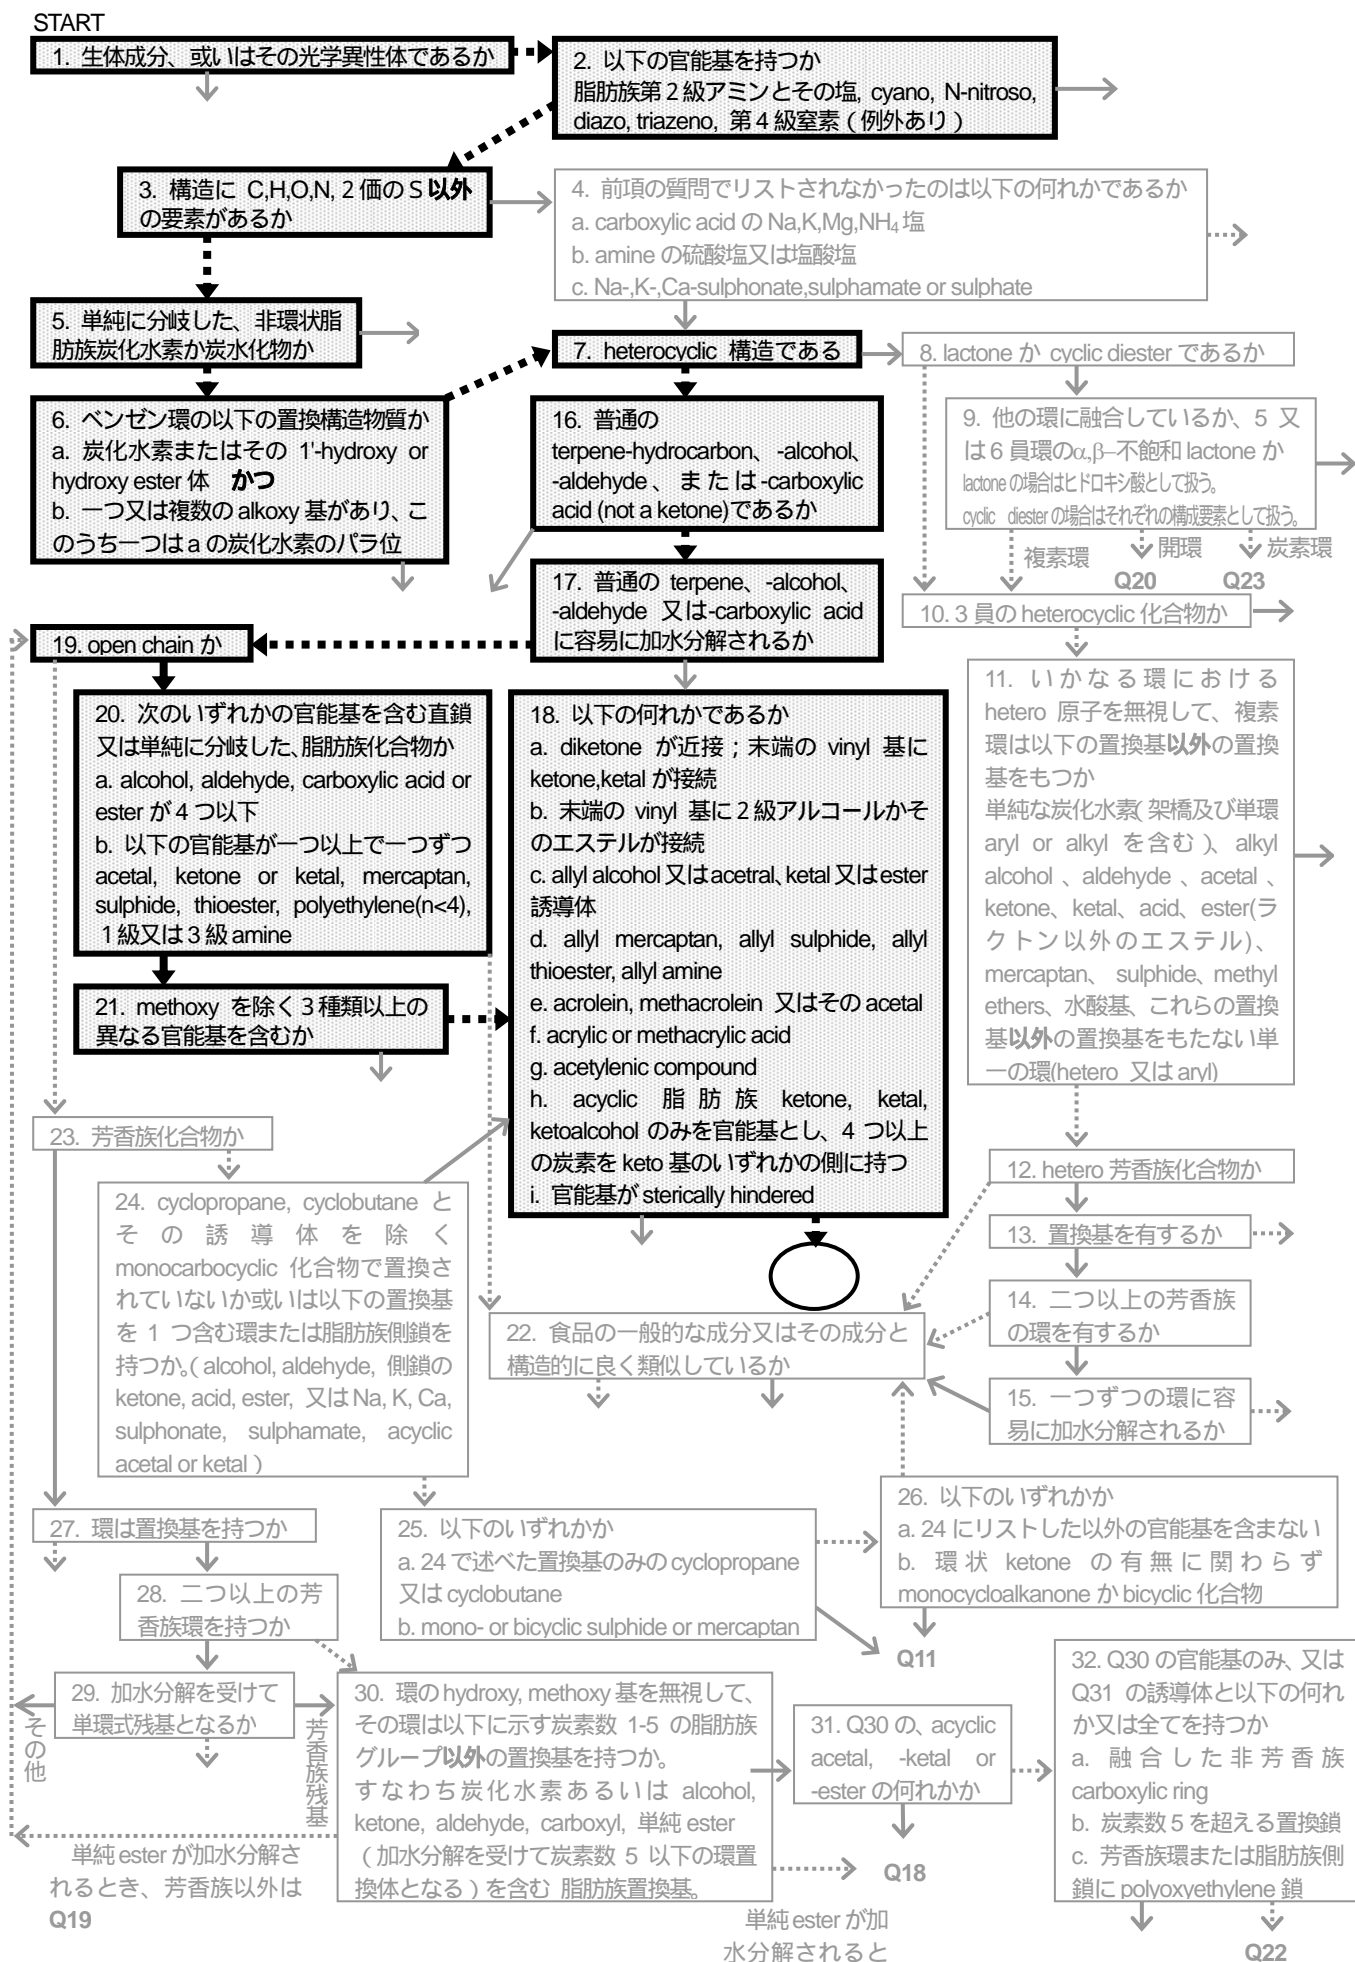 START
1. 生体成分、或いはその光学異性体であるか
2. 以下の官能基を持つか
脂肪族第2級アミンとその塩, cyano, N-nitroso,
diazo, triazeno, 第4級窒素（例外あり）
3. 構造に C,H,O,N, 2価のS以外
の要素があるか
4. 前項の質問でリストされなかったのは以下の何れかであるか
a. carboxylic acid の Na,K,Mg,NH₄塩
b. amine の硫酸塩又は塩酸塩
c. Na-,K-,Ca-sulphonate,sulphamate or sulphate
5. 単純に分岐した、非環状脂
肪族炭化水素か炭水化物か
7. heterocyclic 構造である
8. lactone か cyclic diester であるか
6. ベンゼン環の以下の置換構造物質か
a. 炭化水素またはその 1'-hydroxy or
hydroxy ester 体 かつ
b. 一つ又は複数の alkoxy 基があり、こ
のうち一つは a の炭化水素のパラ位
16. 普通の
terpene-hydrocarbon、-alcohol、
-aldehyde、または-carboxylic
acid (not a ketone)であるか
9. 他の環に融合しているか、5 又
は 6 員環のα,β–不飽和 lactone か
lactone の場合はヒドロキシ酸として扱う。
cyclic diester の場合はそれぞれの構成要素として扱う。
複素環
開環
炭素環
Q20
Q23
17. 普通の terpene、-alcohol、
-aldehyde 又は-carboxylic acid
に容易に加水分解されるか
10. 3 員の heterocyclic 化合物か
19. open chain か
11. いかなる環における
hetero 原子を無視して、複素
環は以下の置換基以外の置換
基をもつか
単純な炭化水素(架橋及び単環
aryl or alkyl を含む)、alkyl
alcohol、aldehyde、acetal、
ketone、ketal、acid、ester(ラ
クトン以外のエステル)、
mercaptan、sulphide、methyl
ethers、水酸基、これらの置換
基以外の置換基をもたない単
一の環(hetero 又は aryl)
20. 次のいずれかの官能基を含む直鎖
又は単純に分岐した、脂肪族化合物か
a. alcohol, aldehyde, carboxylic acid or
ester が 4 つ以下
b. 以下の官能基が一つ以上で一つずつ
acetal, ketone or ketal, mercaptan,
sulphide, thioester, polyethylene(n<4),
1級又は3級 amine
18. 以下の何れかであるか
a. diketone が近接；末端の vinyl 基に
ketone,ketal が接続
b. 末端の vinyl 基に2級アルコールかそ
のエステルが接続
c. allyl alcohol 又は acetral, ketal 又は ester
誘導体
d. allyl mercaptan, allyl sulphide, allyl
thioester, allyl amine
e. acrolein, methacrolein 又はその acetal
f. acrylic or methacrylic acid
g. acetylenic compound
h. acyclic 脂肪族 ketone, ketal,
ketoalcohol のみを官能基とし、4 つ以上
の炭素を keto 基のいずれかの側に持つ
i. 官能基が sterically hindered
21. methoxy を除く3種類以上の
異なる官能基を含むか
23. 芳香族化合物か
12. hetero 芳香族化合物か
24. cyclopropane, cyclobutane と
その誘導体を除く
monocarbocyclic 化合物で置換さ
れていないか或いは以下の置換基
を 1 つ含む環または脂肪族側鎖を
持つか。(alcohol, aldehyde, 側鎖の
ketone, acid, ester, 又は Na, K, Ca,
sulphonate, sulphamate, acyclic
acetal or ketal )
13. 置換基を有するか
14. 二つ以上の芳香族
の環を有するか
22. 食品の一般的な成分又はその成分と
構造的に良く類似しているか
15. 一つずつの環に容
易に加水分解されるか
26. 以下のいずれかか
a. 24 にリストした以外の官能基を含まない
b. 環状 ketone の有無に関わらず
monocycloalkanone か bicyclic 化合物
27. 環は置換基を持つか
25. 以下のいずれかか
a. 24 で述べた置換基のみの cyclopropane
又は cyclobutane
b. mono- or bicyclic sulphide or mercaptan
28. 二つ以上の芳
香族環を持つか
Q11
29. 加水分解を受けて
単環式残基となるか
その他
芳香族残基
30. 環の hydroxy, methoxy 基を無視して、
その環は以下に示す炭素数 1-5 の脂肪族
グループ以外の置換基を持つか。
すなわち炭化水素あるいは alcohol,
ketone, aldehyde, carboxyl, 単純 ester
（加水分解を受けて炭素数 5 以下の環置
換体となる）を含む 脂肪族置換基。
31. Q30 の、acyclic
acetal, -ketal or
-ester の何れかか
32. Q30 の官能基のみ、又は
Q31 の誘導体と以下の何れ
か又は全てを持つか
a. 融合した非芳香族
carboxylic ring
b. 炭素数 5 を超える置換鎖
c. 芳香族環または脂肪族側
鎖に polyoxyethylene 鎖
単純 ester が加水分解さ
れるとき、芳香族以外は
Q19
Q18
単純 ester が加
水分解されると
Q22